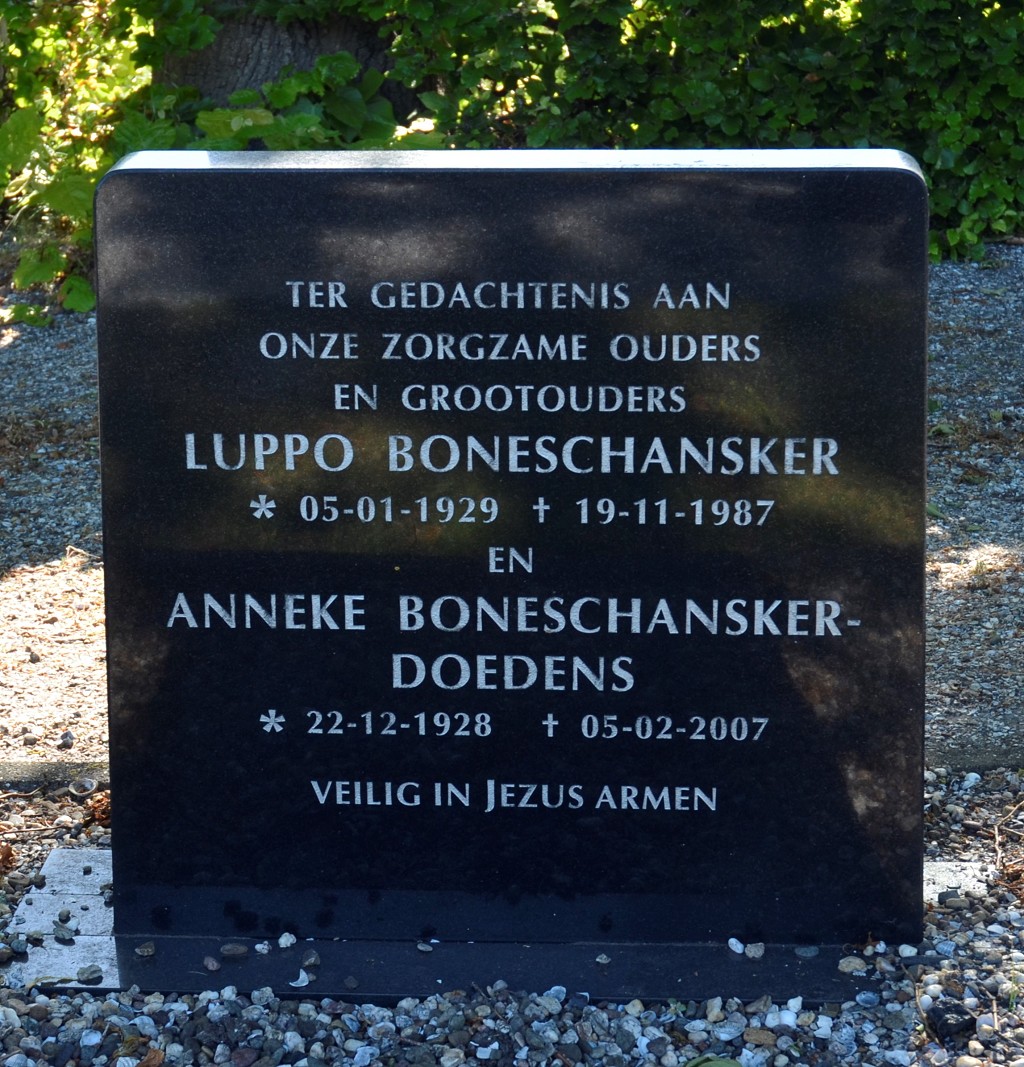 TER GEDACHTENIS AAN
ONZE ZORGZAME OUDERS
EN GROOTOUDERS
LUPPO BONESCHANSKER
* 05-01-1929 † 19-11-1987
EN
ANNEKE BONESCHANSKER-
DOEDENS
* 22-12-1928 † 05-02-2007
VEILIG IN JEZUS ARMEN